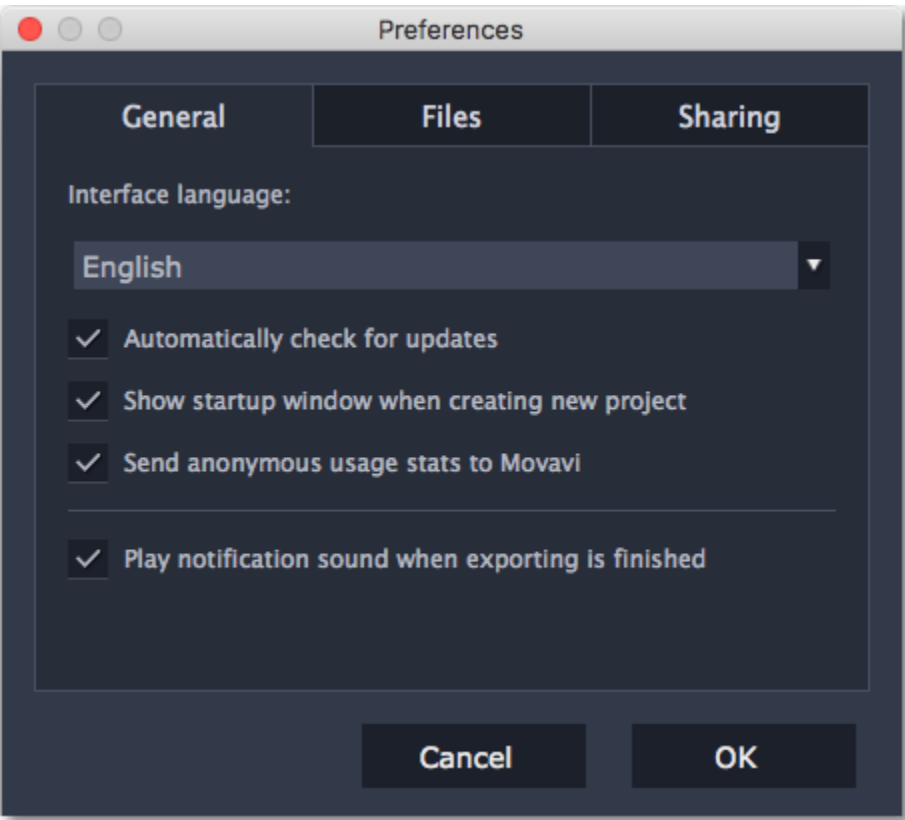 Preferences
General Files Sharing
Interface language:
English
Automatically check for updates
Show startup window when creating new project
Send anonymous usage stats to Movavi
Play notification sound when exporting is finished
Cancel OK